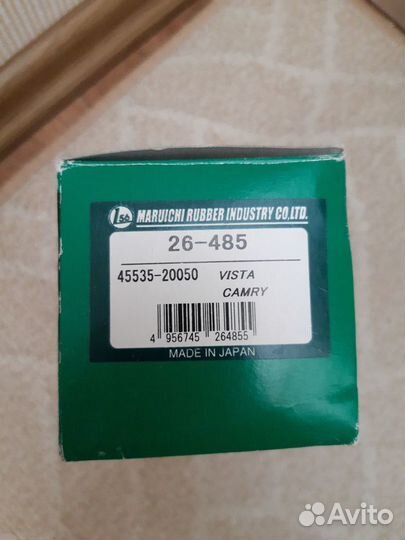 MARUICHI RUBBER INDUSTRY CO.,LTD.
26-485
45535-20050 VISTA
CAMRY
4 956745 264855
MADE IN JAPAN
Avito